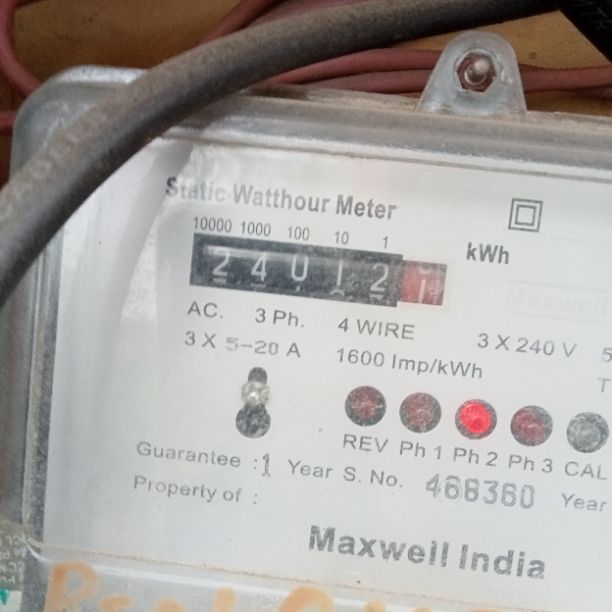 Static Watthour Meter
10000 1000 100 10 1
2 4 0 1 2 1 kWh
AC. 3 Ph. 4 WIRE 3 X 240 V
3 X 5-20 A 1600 Imp/kWh
REV Ph 1 Ph 2 Ph 3 CAL
Guarantee : 1 Year S. No. 468360 Year
Property of :
Maxwell India